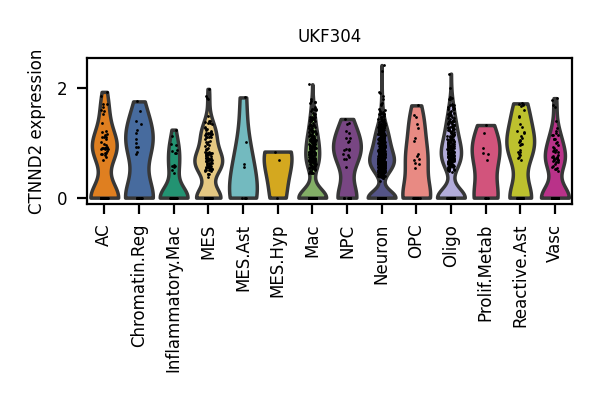 UKF304
CTNND2 expression
2
0
AC
Chromatin.Reg
Inflammatory.Mac
MES
MES.Ast
MES.Hyp
Mac
NPC
Neuron
OPC
Oligo
Prolif.Metab
Reactive.Ast
Vasc